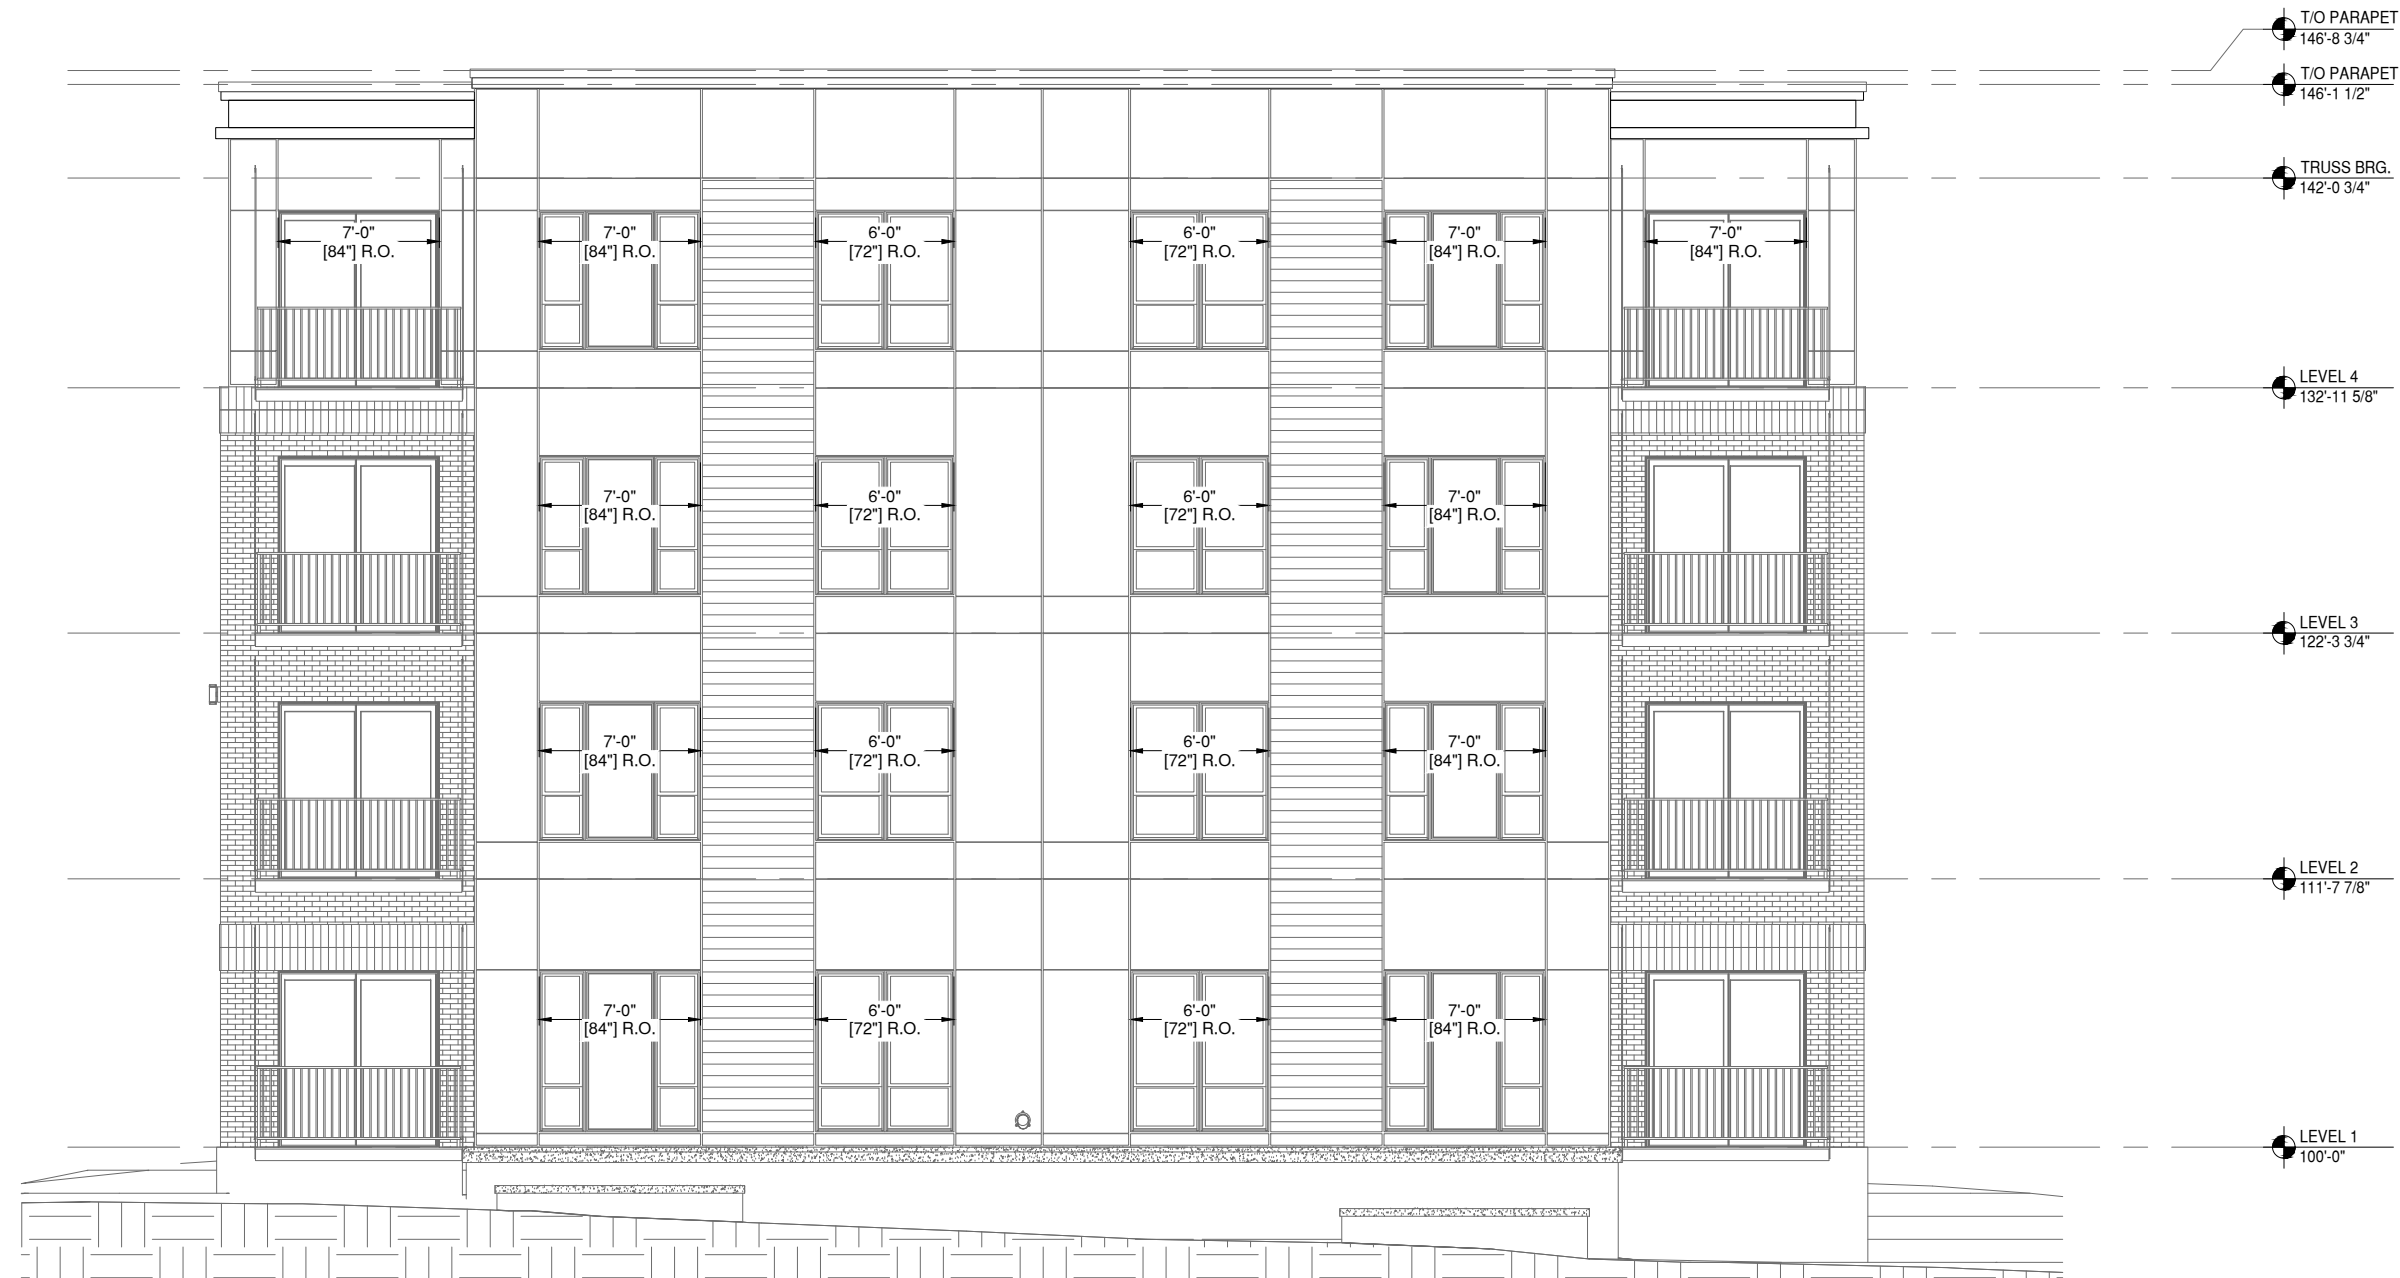 T/O PARAPET
146'-8 3/4"
T/O PARAPET
146'-1 1/2"
TRUSS BRG.
142'-0 3/4"
7'-0"
[84"] R.O.
7'-0"
[84"] R.O.
6'-0"
[72"] R.O.
6'-0"
[72"] R.O.
7'-0"
[84"] R.O.
7'-0"
[84"] R.O.
LEVEL 4
132'-11 5/8"
7'-0"
[84"] R.O.
6'-0"
[72"] R.O.
6'-0"
[72"] R.O.
7'-0"
[84"] R.O.
LEVEL 3
122'-3 3/4"
7'-0"
[84"] R.O.
6'-0"
[72"] R.O.
6'-0"
[72"] R.O.
7'-0"
[84"] R.O.
LEVEL 2
111'-7 7/8"
7'-0"
[84"] R.O.
6'-0"
[72"] R.O.
6'-0"
[72"] R.O.
7'-0"
[84"] R.O.
LEVEL 1
100'-0"